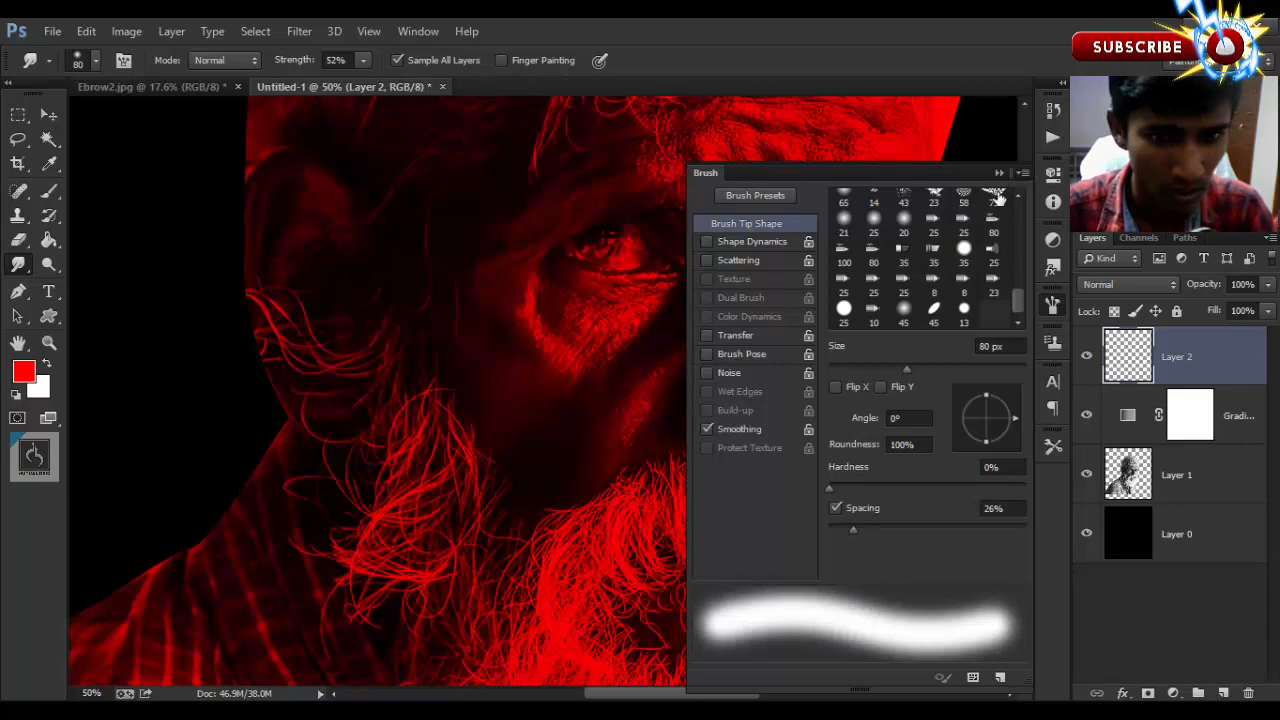 Ps File Edit Image Layer Type Select Filter 3D View Window Help
SUBSCRIBE
80 Mode: Normal Strength: 52% Sample All Layers Finger Painting
Ebrow2.jpg @ 17.6% (RGB/8) * × Untitled-1 @ 50% (Layer 2, RGB/8) * ×
Brush
Brush Presets
65 14 43 23 58
Brush Tip Shape
21 25 20 25 25 80
Shape Dynamics
Scattering
100 80 35 35 35 25
Texture
25 25 25 8 8 23
Dual Brush
Color Dynamics
25 10 45 45 13
Transfer
Brush Pose
Noise
Wet Edges
Build-up
Smoothing
Protect Texture
Size 80 px
Flip X Flip Y
Angle: 0º
Roundness: 100%
Hardness 0%
Spacing 26%
Layers Channels Paths
Kind
Normal Opacity: 100%
Lock: Fill: 100%
Layer 2
Gradi...
Layer 1
Layer 0
50% Doc: 46.9M/38.0M